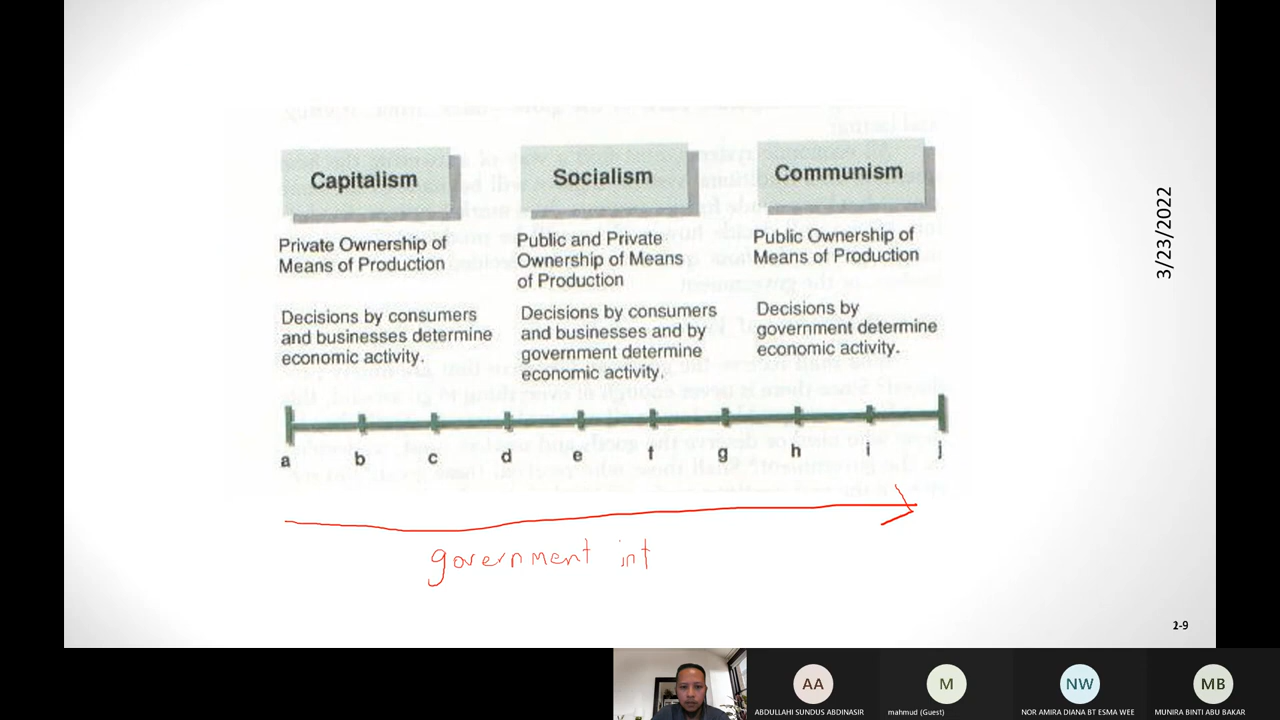 Capitalism
Socialism
Communism
Private Ownership of
Means of Production
Public and Private
Ownership of Means
of Production
Public Ownership of
Means of Production
Decisions by consumers
and businesses determine
economic activity.
Decisions by consumers
and businesses and by
government determine
economic activity.
Decisions by
government determine
economic activity.
a b c d e f g h i j
government int
3/23/2022
2-9
AA
M
NW
MB
ABDULLAHI SUNDUS ABDINASIR
mahmud (Guest)
NOR AMIRA DIANA BT ESMA WEE
MUNIRA BINTI ABU BAKAR